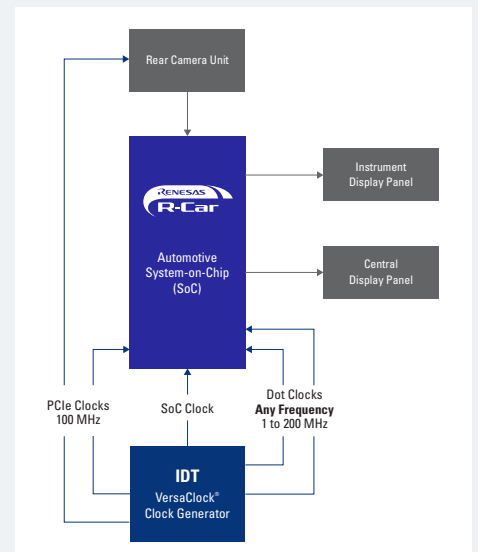 Rear Camera Unit
RENESAS
R-Car
Automotive
System-on-Chip
(SoC)
Instrument
Display Panel
Central
Display Panel
PCIe Clocks
100 MHz
SoC Clock
Dot Clocks
Any Frequency
1 to 200 MHz
IDT
VersaClock®
Clock Generator